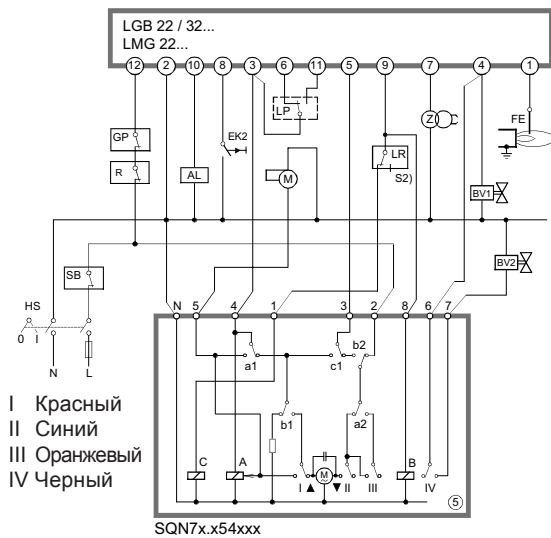 LGB 22 / 32...
LMG 22...
12 2 10 8 3 6 11 5 9 7 4 1
LP
FE
GP
EK2
Z
LR
R
AL
M
S2)
BV1
BV2
SB
HS
0 I
N L
N 5 4 1 3 2 8 6 7
a1 c1 b2
b1 a2
C A I M II III B IV
5
I Красный
II Синий
III Оранжевый
IV Черный
SQN7x.x54xxx